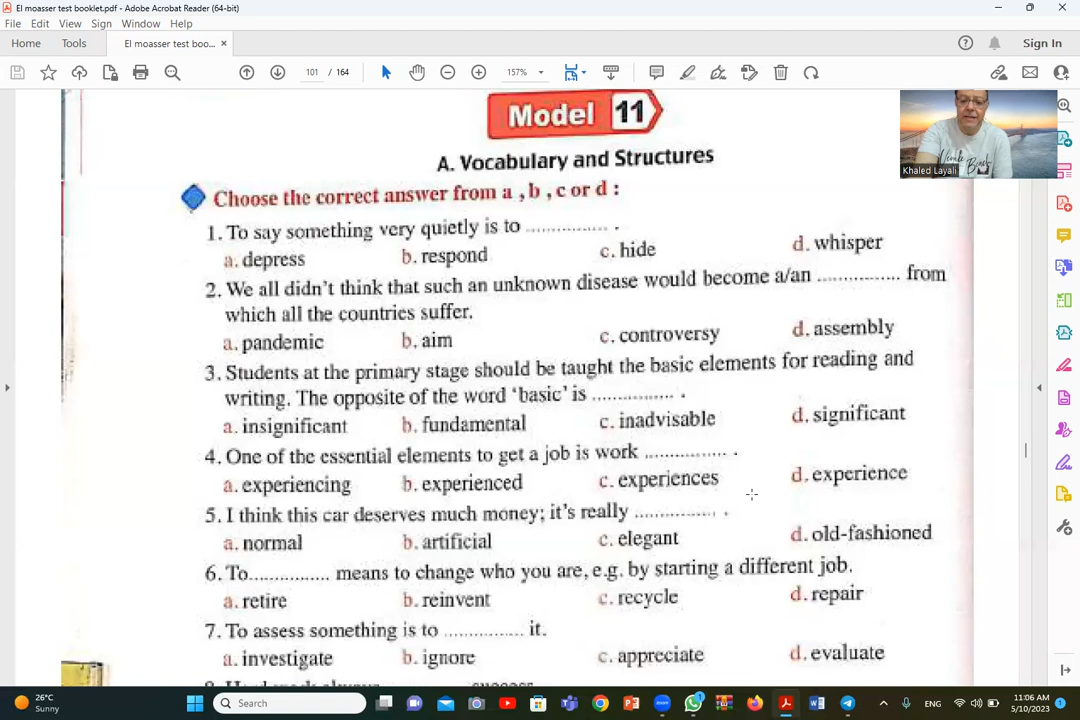 El moasser test booklet.pdf - Adobe Acrobat Reader (64-bit)
File Edit View Sign Window Help
Home Tools El moasser test boo... × Sign In
101 / 164 157%
Model 11
A. Vocabulary and Structures
Choose the correct answer from a , b , c or d :
1. To say something very quietly is to ............... .
a. depress b. respond c. hide d. whisper
2. We all didn't think that such an unknown disease would become a/an ............... from
which all the countries suffer.
a. pandemic b. aim c. controversy d. assembly
3. Students at the primary stage should be taught the basic elements for reading and
writing. The opposite of the word 'basic' is ............... .
a. insignificant b. fundamental c. inadvisable d. significant
4. One of the essential elements to get a job is work ............... .
a. experiencing b. experienced c. experiences d. experience
5. I think this car deserves much money; it's really ............... .
a. normal b. artificial c. elegant d. old-fashioned
6. To............... means to change who you are, e.g. by starting a different job.
a. retire b. reinvent c. recycle d. repair
7. To assess something is to ............... it.
a. investigate b. ignore c. appreciate d. evaluate
Khaled Layali
26°C
Sunny
Search
ENG
11:06 AM
5/10/2023